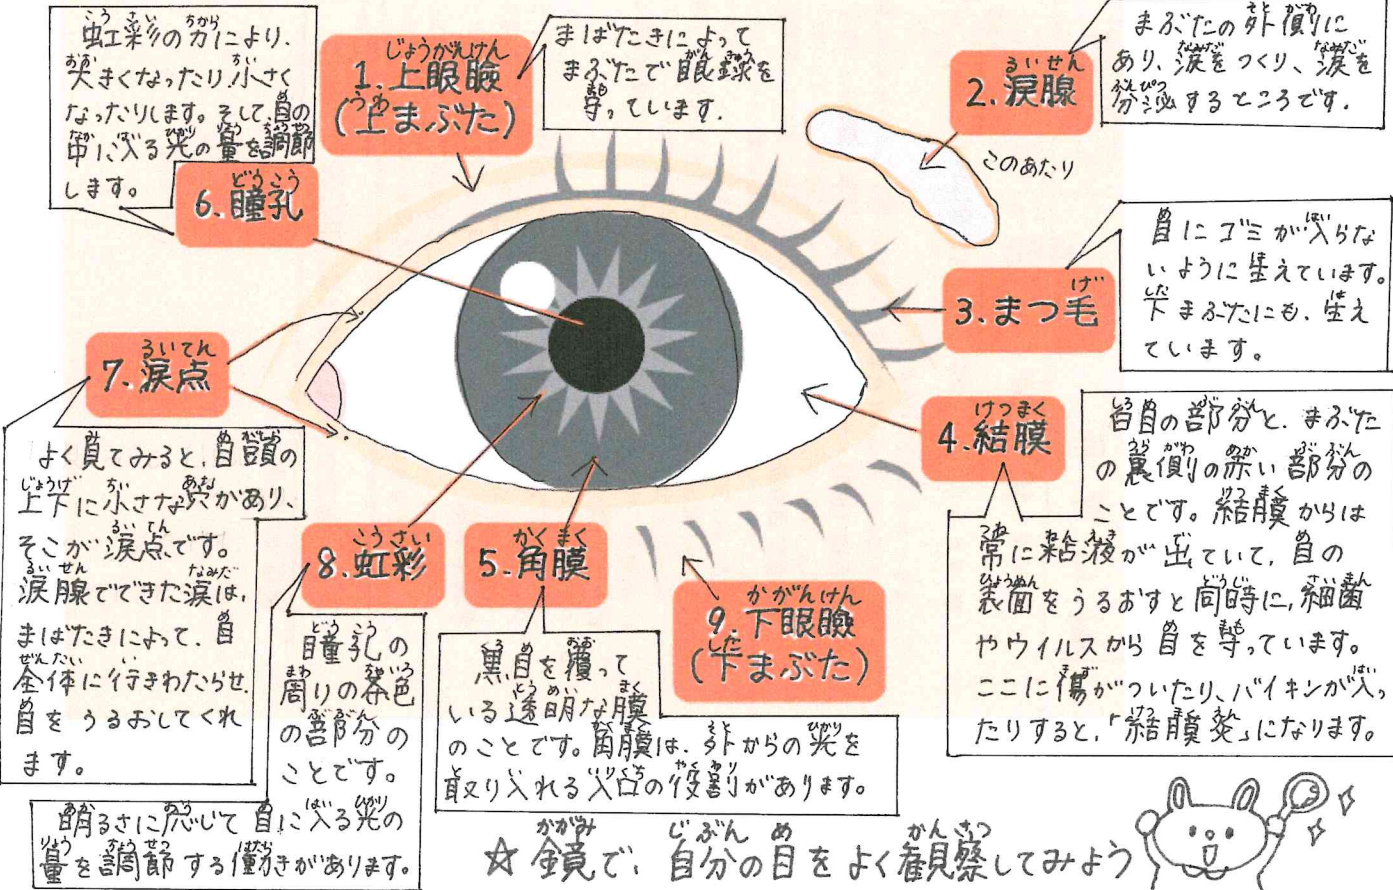 虹彩の力により、
大きくなったり小さく
なったりします。そして、目の
中に入る光の量を調節
します。
6.瞳孔
1.上眼瞼
(上まぶた)
まばたきによって
まぶたで眼球を
守っています。
2.涙腺
まぶたの外側に
あり、涙をつくり、涙を
分泌するところです。
このあたり
3.まつ毛
目にゴミが入らな
いように生えています。
下まぶたにも、生え
ています。
7.涙点
よく見てみると、目頭の
上下に小さな穴があり、
そこが涙点です。
涙腺でできた涙は、
まばたきによって、目
全体に行きわたらせ、
目をうるおしてくれ
ます。
4.結膜
白目の部分と、まぶた
の裏側の赤い部分の
ことです。結膜からは
常に粘液が出ていて、目の
表面をうるおすと同時に、細菌
やウイルスから目を守っています。
ここに傷がついたり、バイキンが入っ
たりすると、「結膜炎」になります。
8.虹彩
瞳孔の
周りの茶色
の部分の
ことです。
明るさに応じて目に入る光の
量を調節する働きがあります。
5.角膜
黒目を覆って
いる透明な膜
のことです。角膜は、外からの光を
取り入れる入口の役割があります。
9.下眼瞼
(下まぶた)
☆鏡で、自分の目をよく観察してみよう